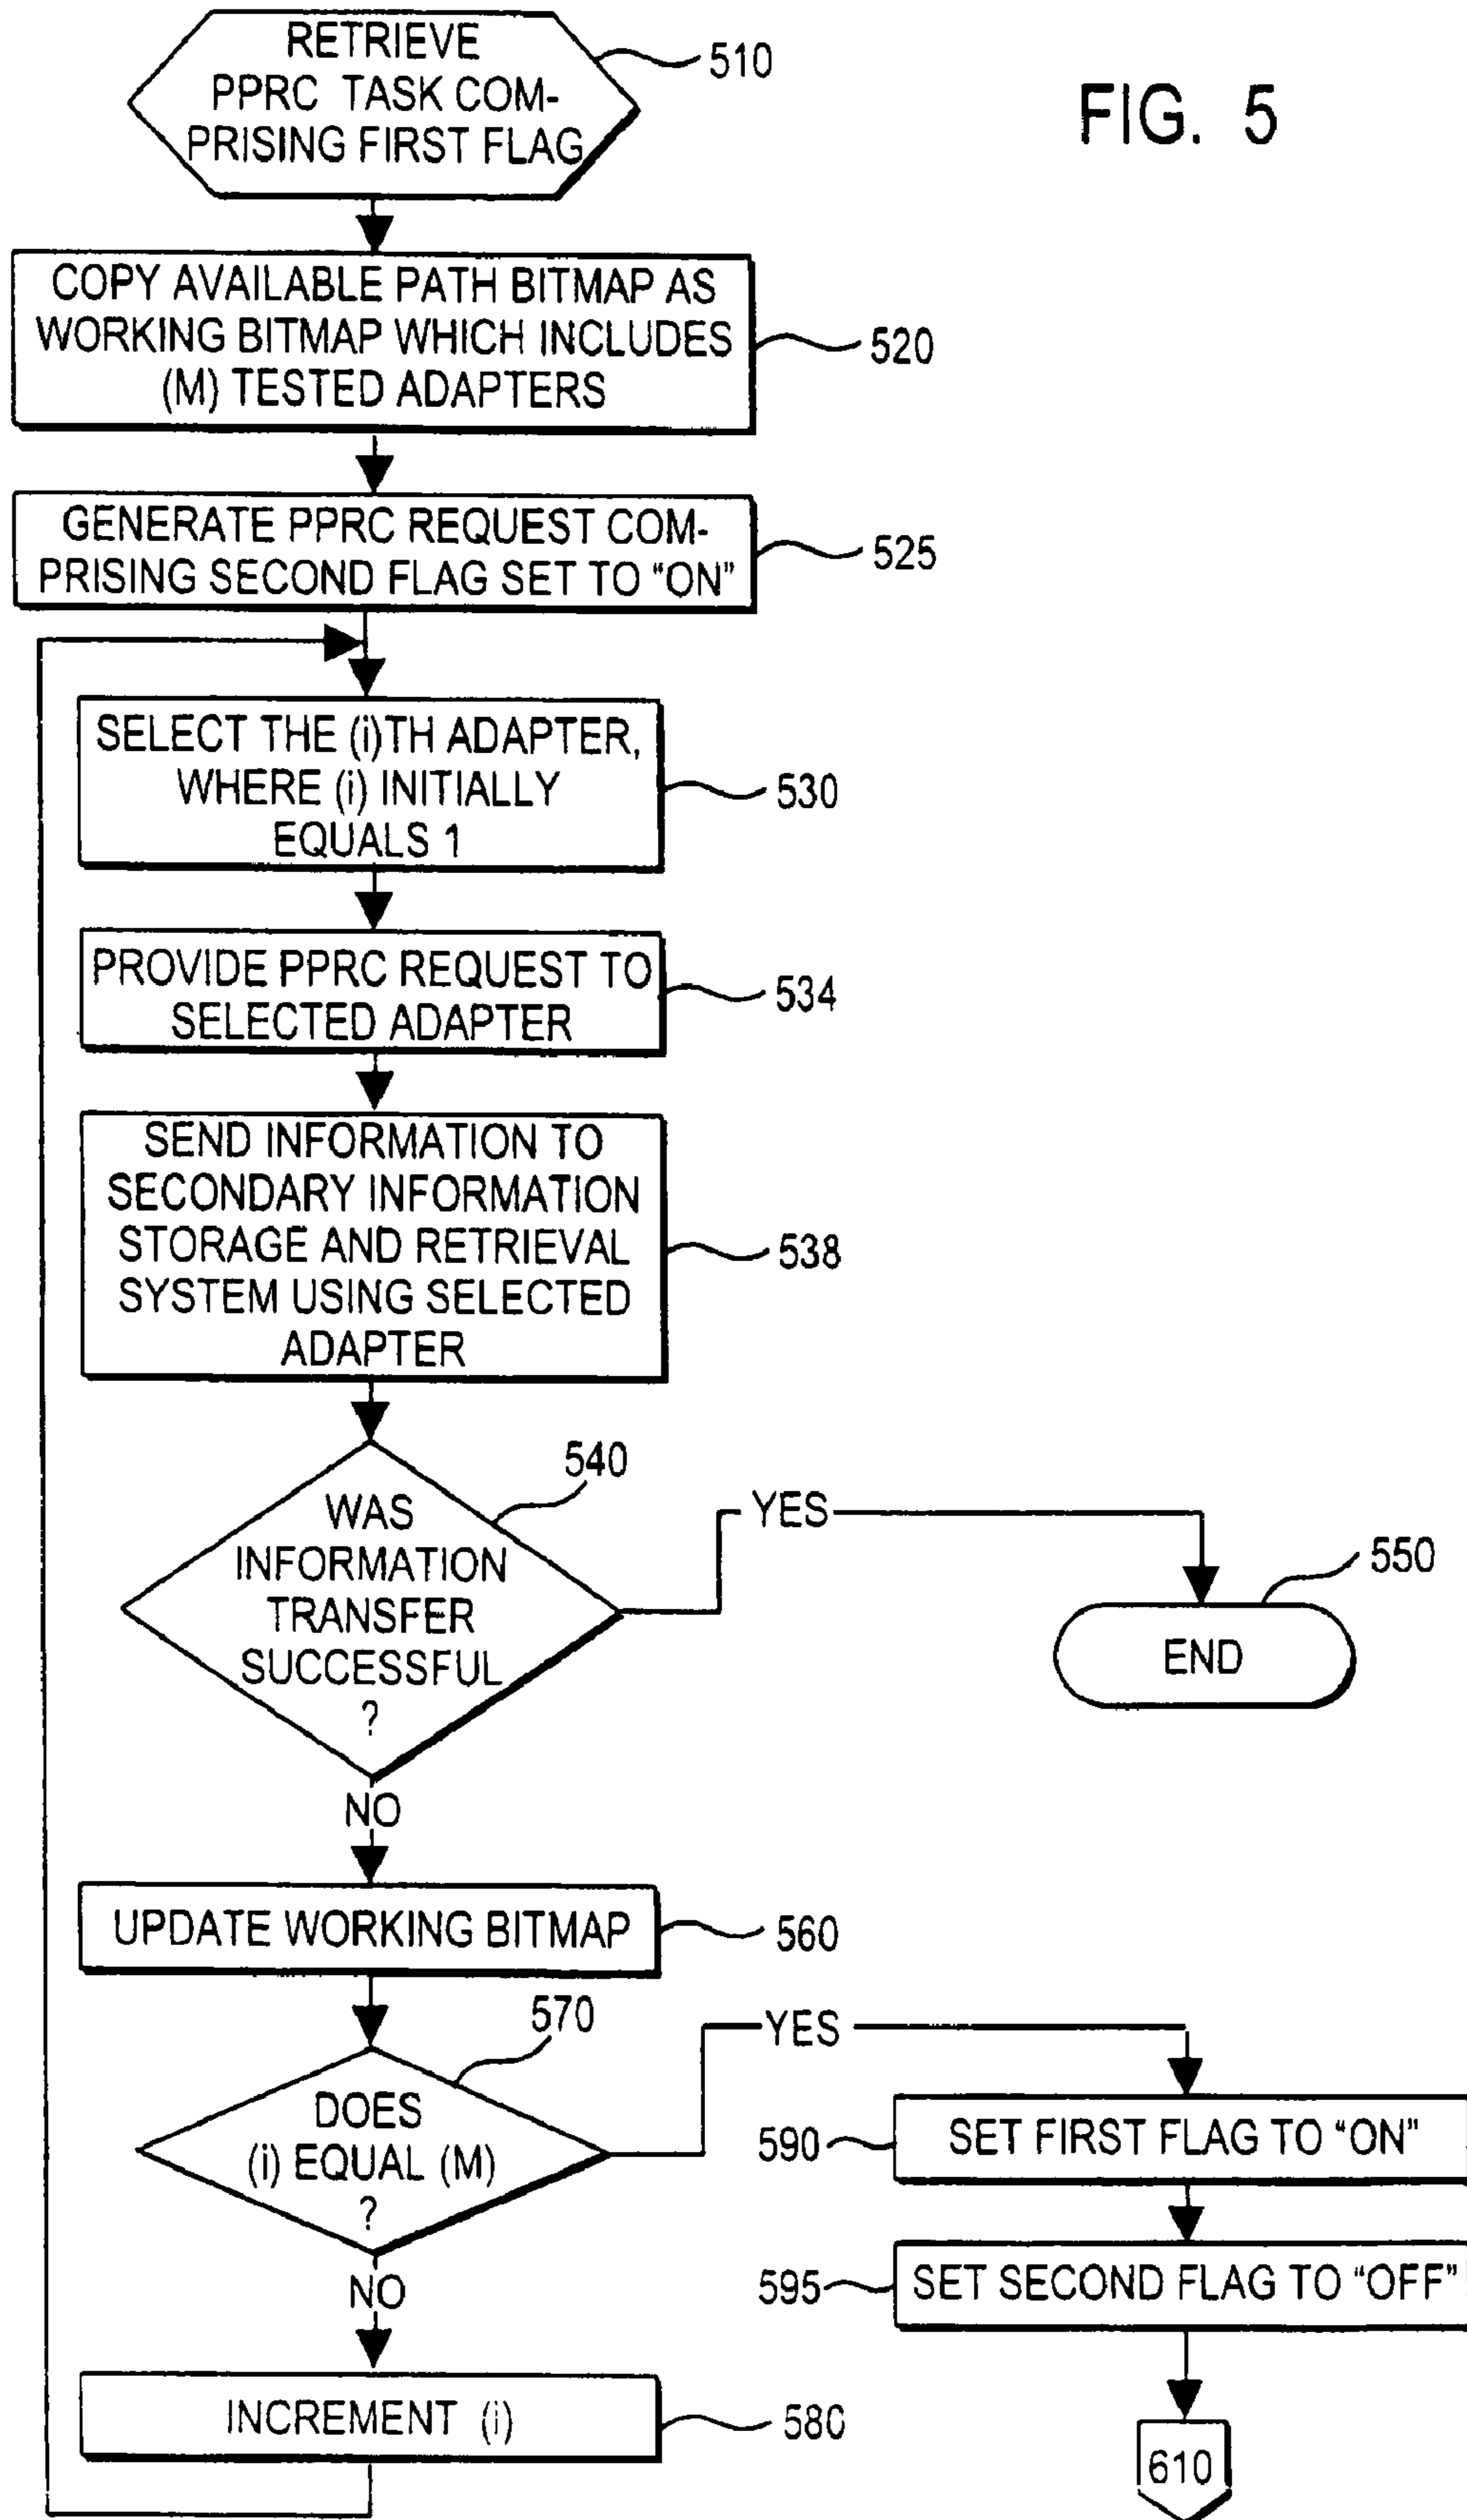 RETRIEVE
PPRC TASK COM-
PRISING FIRST FLAG
510
FIG. 5
COPY AVAILABLE PATH BITMAP AS
WORKING BITMAP WHICH INCLUDES
(M) TESTED ADAPTERS
520
GENERATE PPRC REQUEST COM-
PRISING SECOND FLAG SET TO “ON”
525
SELECT THE (i)TH ADAPTER,
WHERE (i) INITIALLY
EQUALS 1
530
PROVIDE PPRC REQUEST TO
SELECTED ADAPTER
534
SEND INFORMATION TO
SECONDARY INFORMATION
STORAGE AND RETRIEVAL
SYSTEM USING SELECTED
ADAPTER
538
540
WAS
INFORMATION
TRANSFER
SUCCESSFUL
?
YES
550
END
NO
UPDATE WORKING BITMAP
560
570
YES
DOES
(i) EQUAL (M)
?
590
SET FIRST FLAG TO “ON”
NO
595
SET SECOND FLAG TO “OFF”
INCREMENT (i)
580
610